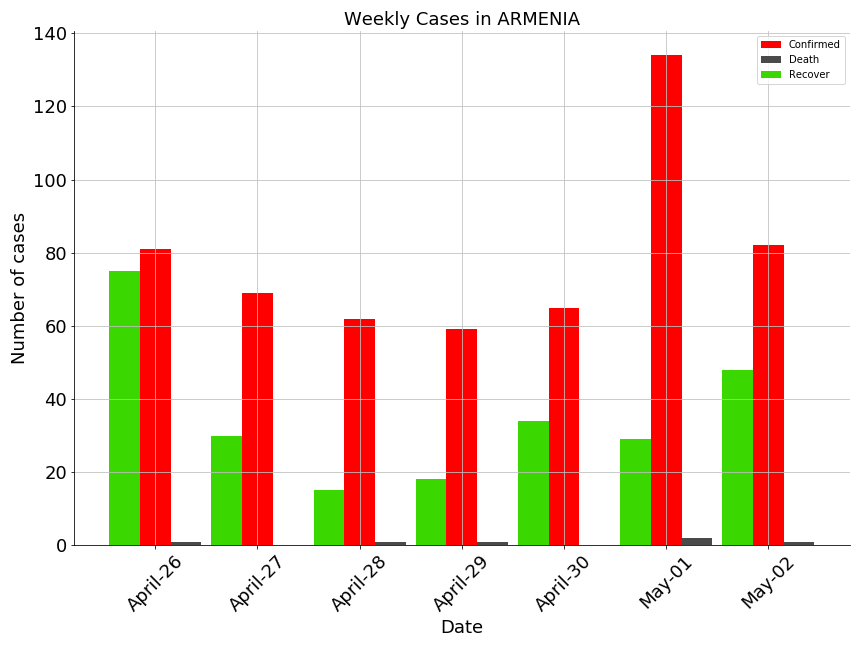 Weekly Cases in ARMENIA
Confirmed
Death
Recover
Number of cases
140
120
100
80
60
40
20
0
April-26
April-27
April-28
April-29
April-30
May-01
May-02
Date